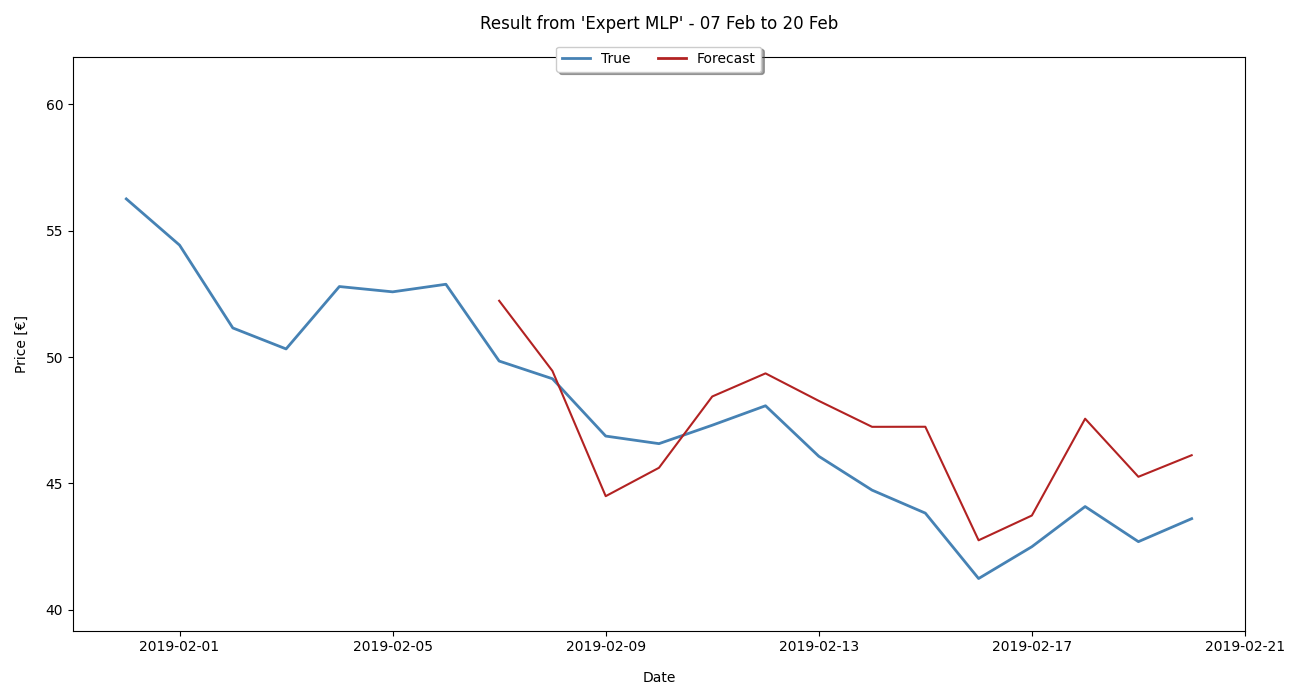 Result from 'Expert MLP' - 07 Feb to 20 Feb
True Forecast
60
55
50
45
40
Price [€]
2019-02-01 2019-02-05 2019-02-09 2019-02-13 2019-02-17 2019-02-21
Date